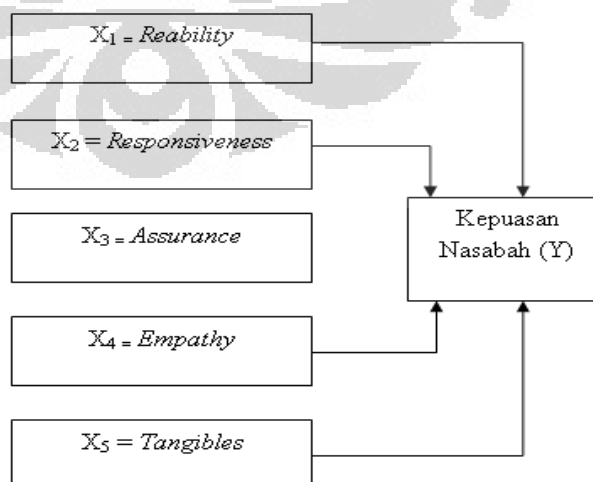 X1 = Reability
X2 = Responsiveness
X3 = Assurance
X4 = Empathy
X5 = Tangibles
Kepuasan
Nasabah (Y)